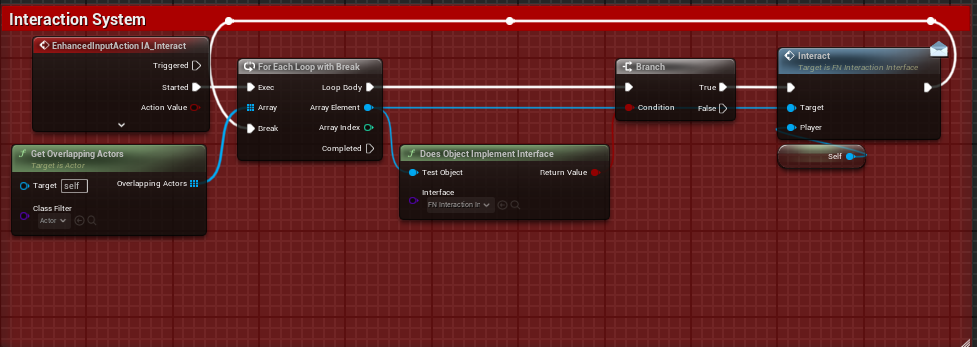 Interaction System
EnhancedInputAction IA_Interact
Triggered
Started
Action Value
Get Overlapping Actors
Target is Actor
Target
self
Overlapping Actors
Class Filter
Actor
For Each Loop with Break
Exec
Loop Body
Array
Array Element
Break
Array Index
Completed
Does Object Implement Interface
Test Object
Return Value
Interface
FN Interaction Ir
Branch
True
Condition
False
Interact
Target is FN Interaction Interface
Target
Player
Self